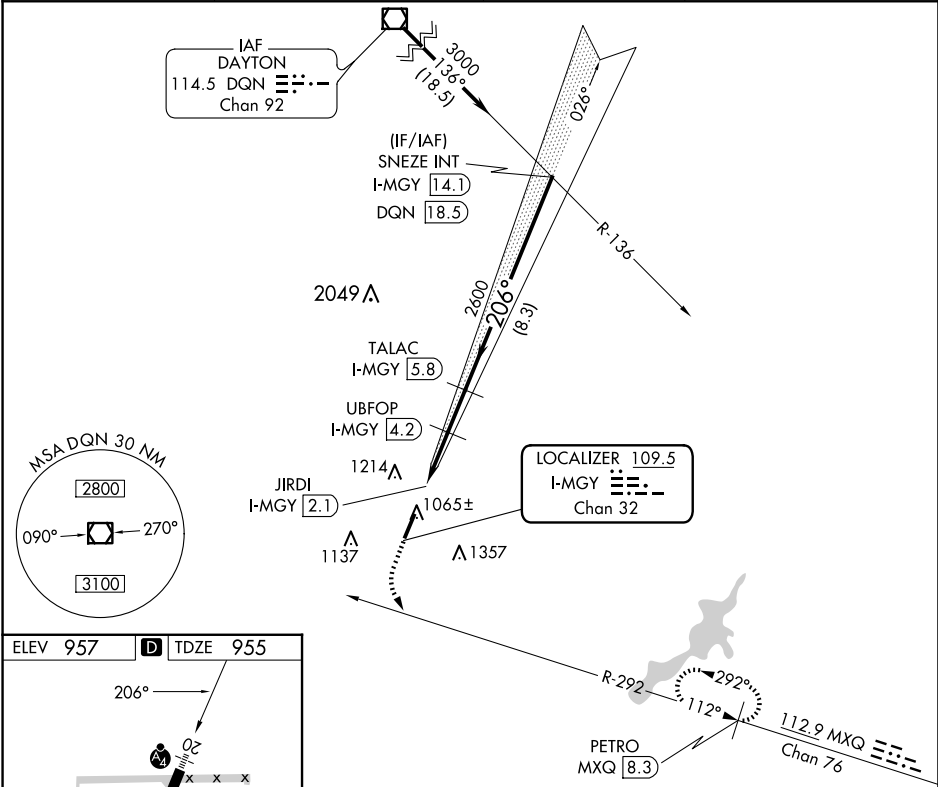 IAF
DAYTON
114.5 DQN
Chan 92
3000
136°
(18.5)
026°
(IF/IAF)
SNEZE INT
I-MGY 14.1
DQN 18.5
R-136
2049
2600
206°
(8.3)
TALAC
I-MGY 5.8
UBFOP
I-MGY 4.2
MSA DQN 30 NM
2800
090°
270°
3100
1214
JIRDI
I-MGY 2.1
1065±
LOCALIZER 109.5
I-MGY
Chan 32
1137
1357
ELEV 957 D TDZE 955
206°
20
A4
X X X
R-292
292°
112°
PETRO
MXQ 8.3
112.9 MXQ
Chan 76